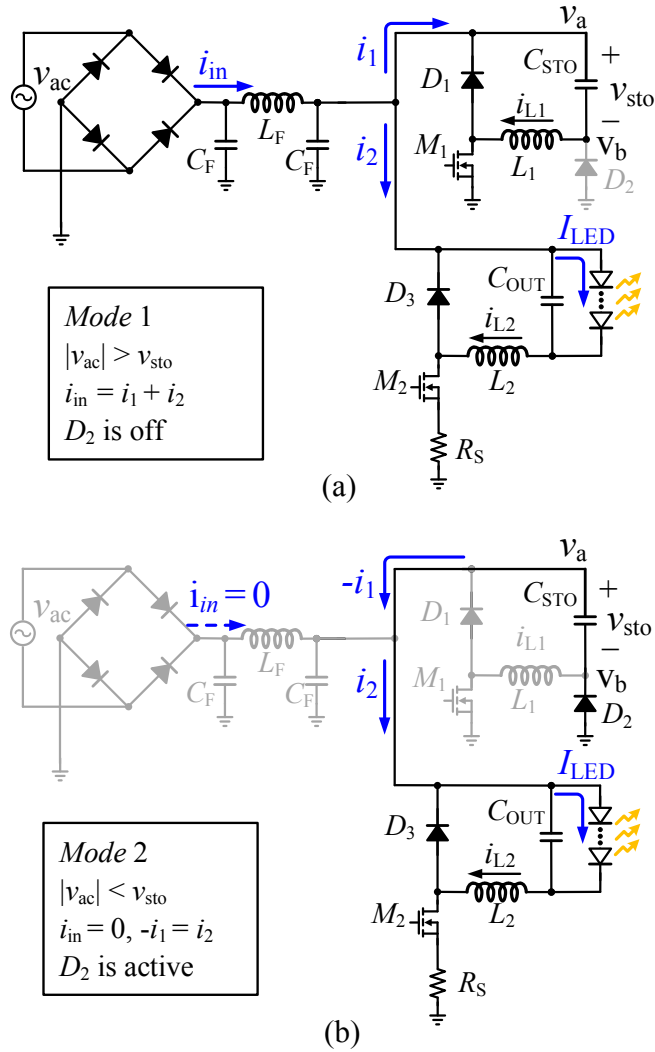 v_a
i_1
C_STO
+
v_ac
i_in
D_1
v_sto
i_L1
−
L_F
M_1
v_b
C_F
C_F
i_2
L_1
D_2
I_LED
D_3
C_OUT
Mode 1
i_L2
|v_ac| > v_sto
M_2
L_2
i_in = i_1 + i_2
D_2 is off
R_S
(a)
v_a
-i_1
C_STO
+
i_in = 0
D_1
v_ac
v_sto
i_L1
−
L_F
M_1
v_b
C_F
C_F
i_2
L_1
D_2
I_LED
D_3
C_OUT
Mode 2
i_L2
|v_ac| < v_sto
M_2
L_2
i_in = 0, -i_1 = i_2
D_2 is active
R_S
(b)